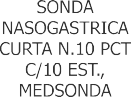 SONDA
NASOGASTRICA
CURTA N.10 PCT
C/10 EST.,
MEDSONDA